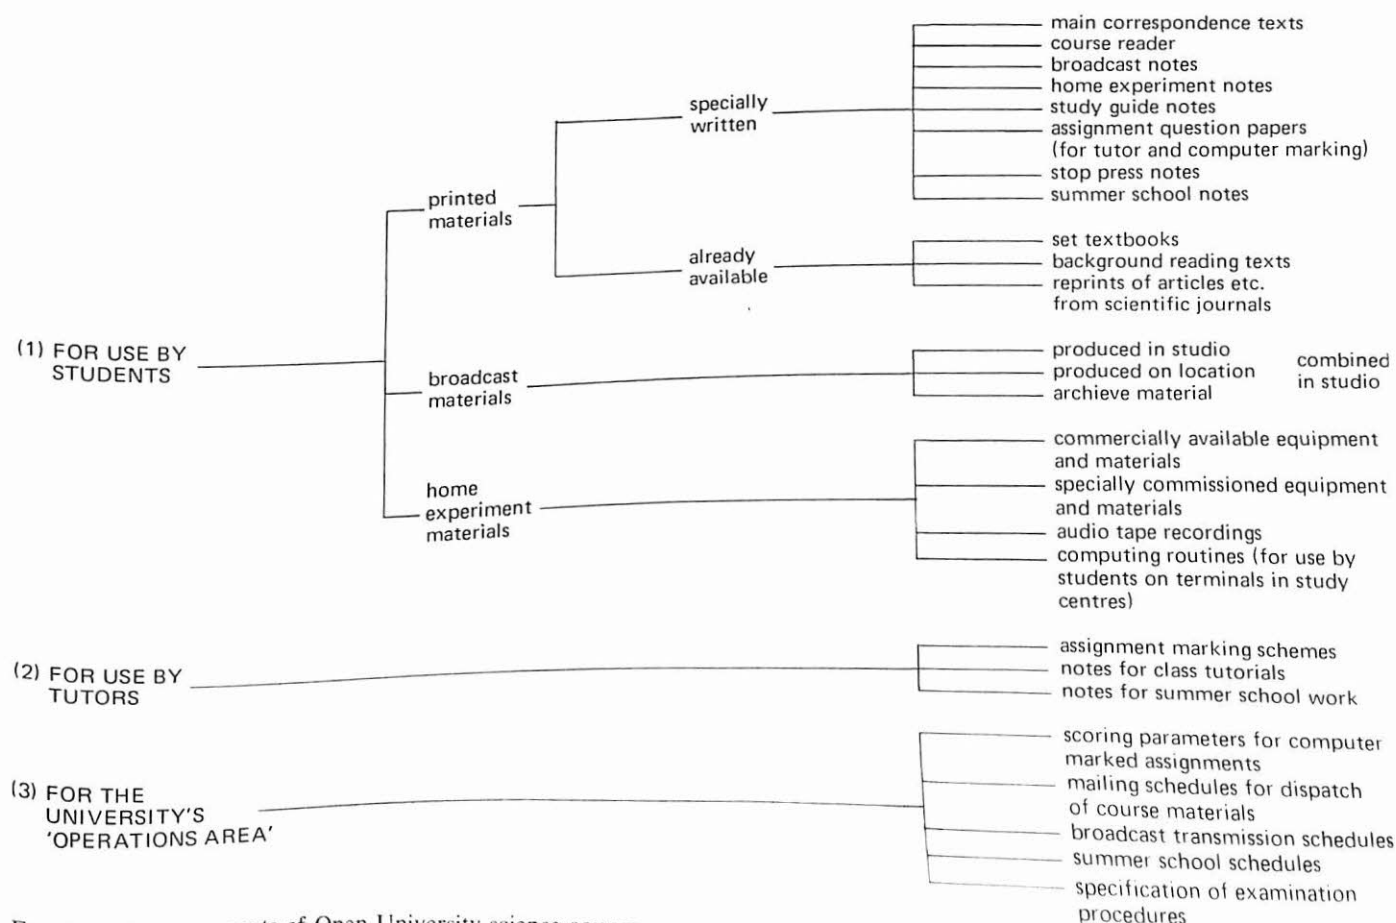 main correspondence texts
course reader
broadcast notes
home experiment notes
study guide notes
assignment question papers
(for tutor and computer marking)
stop press notes
summer school notes
specially
written
printed
materials
already
available
set textbooks
background reading texts
reprints of articles etc.
from scientific journals
(1) FOR USE BY
STUDENTS
broadcast
materials
produced in studio
produced on location
archieve material
combined
in studio
home
experiment
materials
commercially available equipment
and materials
specially commissioned equipment
and materials
audio tape recordings
computing routines (for use by
students on terminals in study
centres)
(2) FOR USE BY
TUTORS
assignment marking schemes
notes for class tutorials
notes for summer school work
(3) FOR THE
UNIVERSITY'S
'OPERATIONS AREA'
scoring parameters for computer
marked assignments
mailing schedules for dispatch
of course materials
broadcast transmission schedules
summer school schedules
specification of examination
procedures
of Open University science